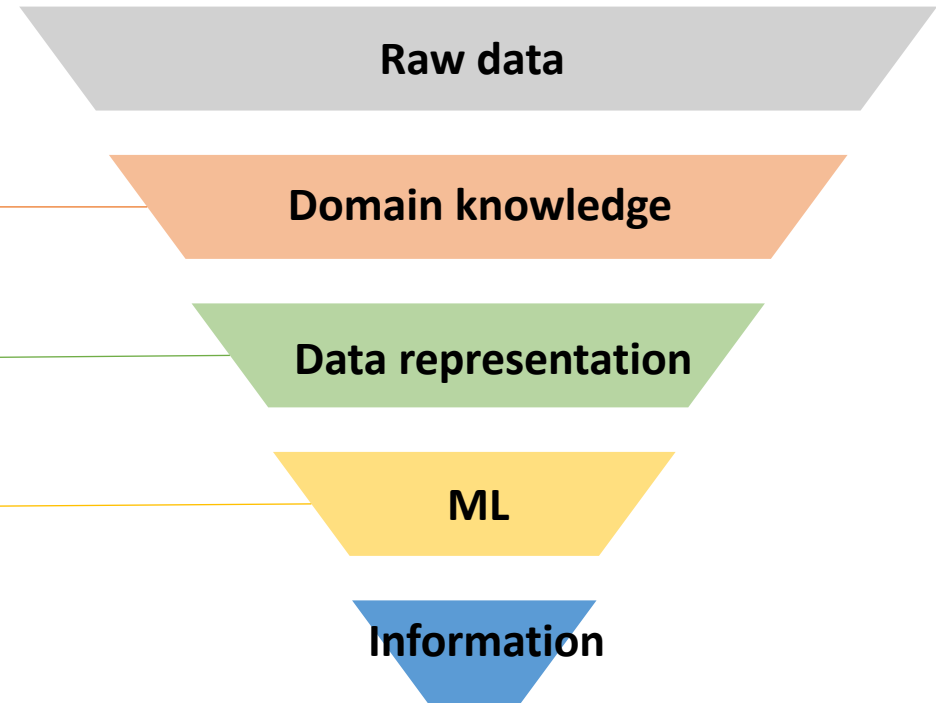 Raw data
Domain knowledge
Data representation
ML
Information